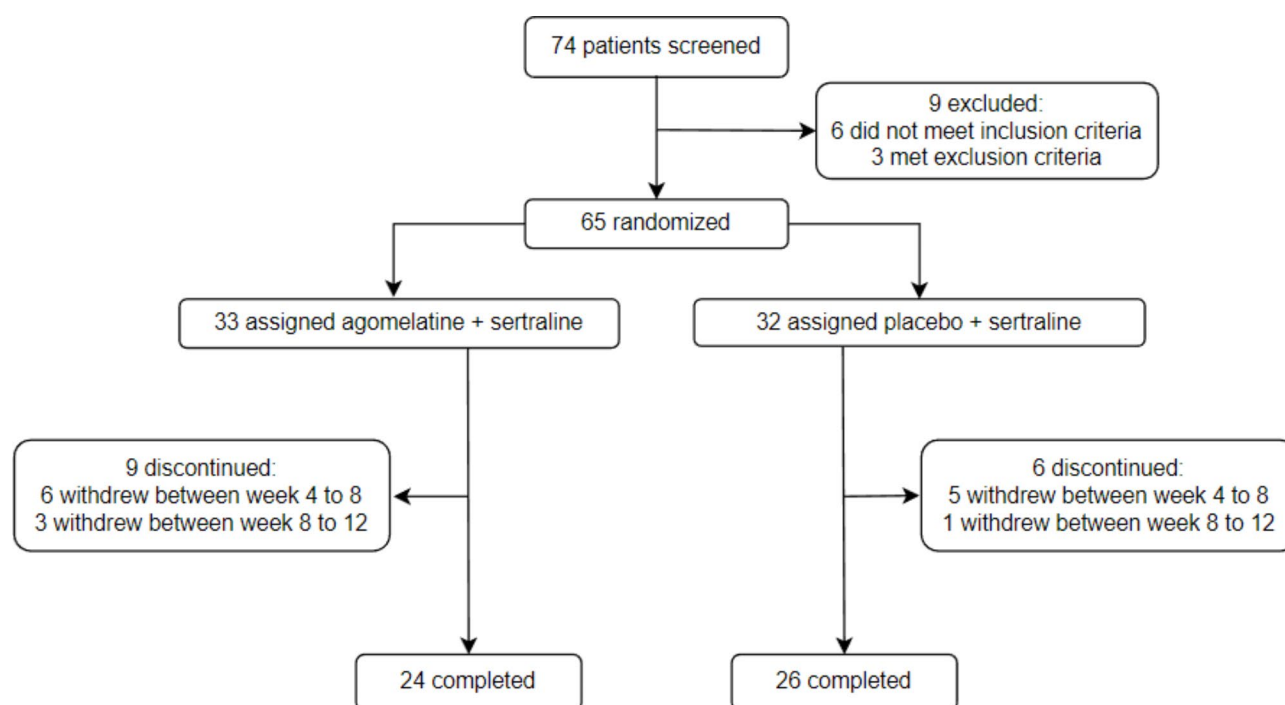 74 patients screened
9 excluded:
6 did not meet inclusion criteria
3 met exclusion criteria
65 randomized
33 assigned agomelatine + sertraline
32 assigned placebo + sertraline
9 discontinued:
6 withdrew between week 4 to 8
3 withdrew between week 8 to 12
6 discontinued:
5 withdrew between week 4 to 8
1 withdrew between week 8 to 12
24 completed
26 completed